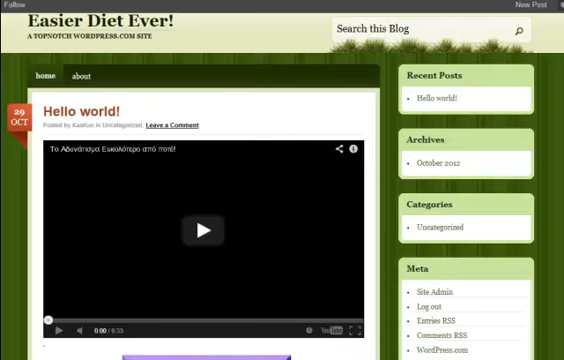 Follow
New Post
Easier Diet Ever!
A TOPNOTCH WORDPRESS.COM SITE
Search this Blog
home
about
29
OCT
Hello world!
Posted by KaxKon in Uncategorized. Leave a Comment
Το Αδυνάτισμα Ευκολότερο από ποτέ!
0:00 / 6:33
YouTube
Recent Posts
Hello world!
Archives
October 2012
Categories
Uncategorized
Meta
Site Admin
Log out
Entries RSS
Comments RSS
WordPress.com